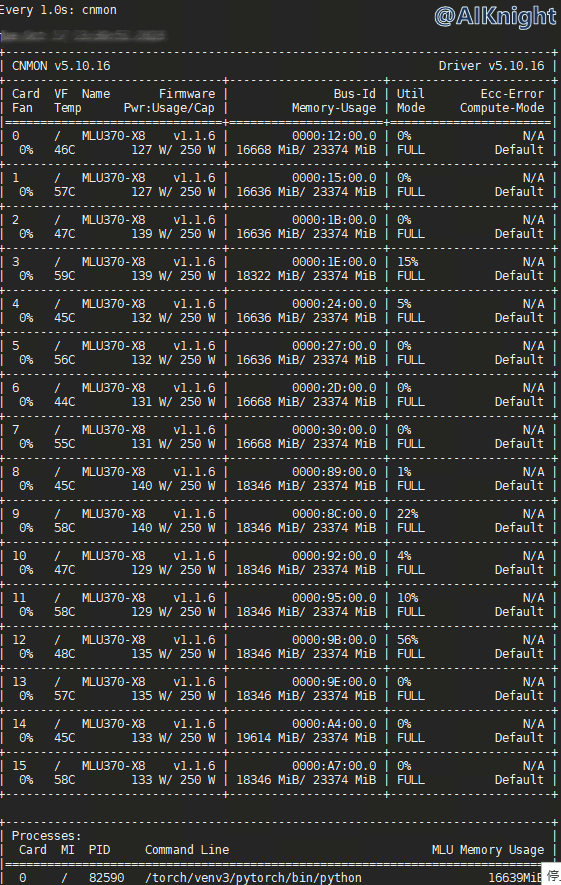 Every 1.0s: cnmon
@AIKnight
CNMON v5.10.16 Driver v5.10.16
Card VF Name Firmware | Bus-Id | Util Ecc-Error
Fan Temp Pwr:Usage/Cap | Memory-Usage | Mode Compute-Mode
0 / MLU370-X8 v1.1.6 | 0000:12:00.0 | 0% N/A
0% 46C 127 W/ 250 W | 16668 MiB/ 23374 MiB | FULL Default
1 / MLU370-X8 v1.1.6 | 0000:15:00.0 | 0% N/A
0% 57C 127 W/ 250 W | 16636 MiB/ 23374 MiB | FULL Default
2 / MLU370-X8 v1.1.6 | 0000:1B:00.0 | 0% N/A
0% 47C 139 W/ 250 W | 16636 MiB/ 23374 MiB | FULL Default
3 / MLU370-X8 v1.1.6 | 0000:1E:00.0 | 15% N/A
0% 59C 139 W/ 250 W | 18322 MiB/ 23374 MiB | FULL Default
4 / MLU370-X8 v1.1.6 | 0000:24:00.0 | 5% N/A
0% 45C 132 W/ 250 W | 16636 MiB/ 23374 MiB | FULL Default
5 / MLU370-X8 v1.1.6 | 0000:27:00.0 | 0% N/A
0% 56C 132 W/ 250 W | 16636 MiB/ 23374 MiB | FULL Default
6 / MLU370-X8 v1.1.6 | 0000:2D:00.0 | 0% N/A
0% 44C 131 W/ 250 W | 16668 MiB/ 23374 MiB | FULL Default
7 / MLU370-X8 v1.1.6 | 0000:30:00.0 | 0% N/A
0% 55C 131 W/ 250 W | 16668 MiB/ 23374 MiB | FULL Default
8 / MLU370-X8 v1.1.6 | 0000:89:00.0 | 1% N/A
0% 45C 140 W/ 250 W | 18346 MiB/ 23374 MiB | FULL Default
9 / MLU370-X8 v1.1.6 | 0000:8C:00.0 | 22% N/A
0% 58C 140 W/ 250 W | 18346 MiB/ 23374 MiB | FULL Default
10 / MLU370-X8 v1.1.6 | 0000:92:00.0 | 4% N/A
0% 47C 129 W/ 250 W | 18346 MiB/ 23374 MiB | FULL Default
11 / MLU370-X8 v1.1.6 | 0000:95:00.0 | 10% N/A
0% 58C 129 W/ 250 W | 18346 MiB/ 23374 MiB | FULL Default
12 / MLU370-X8 v1.1.6 | 0000:9B:00.0 | 56% N/A
0% 48C 135 W/ 250 W | 18346 MiB/ 23374 MiB | FULL Default
13 / MLU370-X8 v1.1.6 | 0000:9E:00.0 | 0% N/A
0% 57C 135 W/ 250 W | 18346 MiB/ 23374 MiB | FULL Default
14 / MLU370-X8 v1.1.6 | 0000:A4:00.0 | 0% N/A
0% 45C 133 W/ 250 W | 19614 MiB/ 23374 MiB | FULL Default
15 / MLU370-X8 v1.1.6 | 0000:A7:00.0 | 0% N/A
0% 58C 133 W/ 250 W | 18346 MiB/ 23374 MiB | FULL Default
Processes:
Card MI PID Command Line MLU Memory Usage
0 / 82590 /torch/venv3/pytorch/bin/python 16639MiB
停